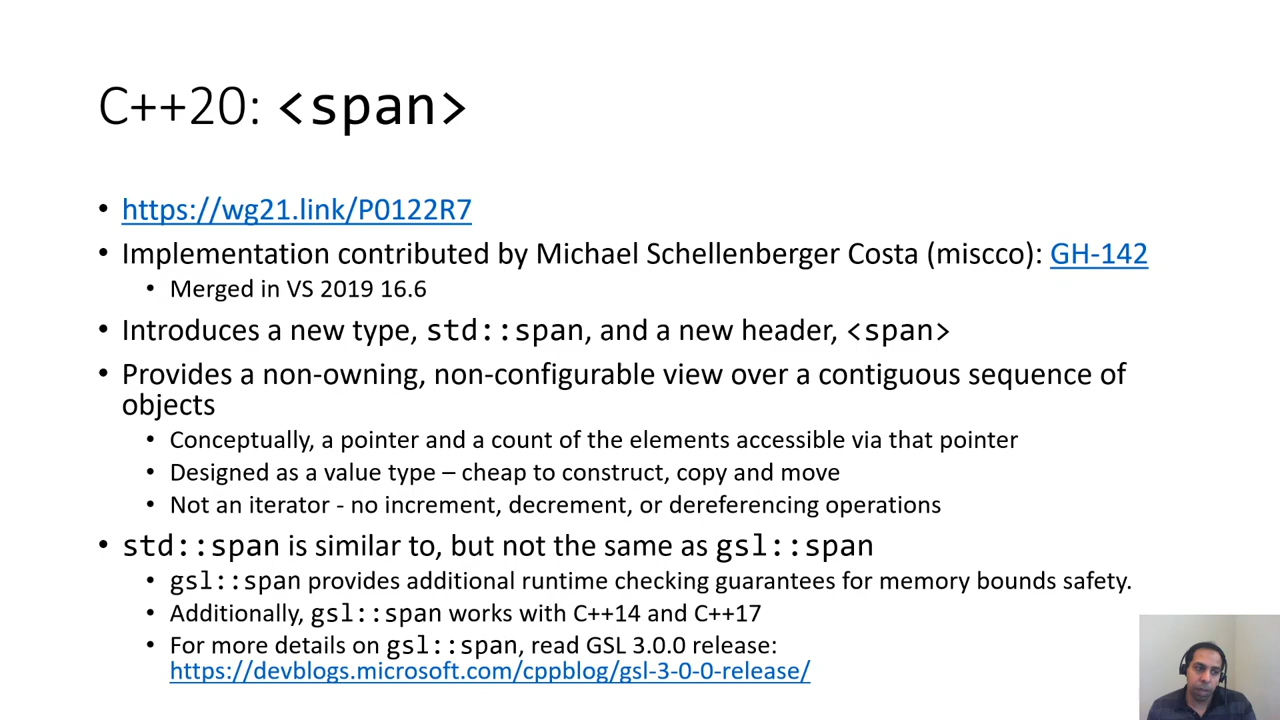 C++20: <span>
• https://wg21.link/P0122R7
• Implementation contributed by Michael Schellenberger Costa (miscco): GH-142
• Merged in VS 2019 16.6
• Introduces a new type, std::span, and a new header, <span>
• Provides a non-owning, non-configurable view over a contiguous sequence of
objects
• Conceptually, a pointer and a count of the elements accessible via that pointer
• Designed as a value type – cheap to construct, copy and move
• Not an iterator - no increment, decrement, or dereferencing operations
• std::span is similar to, but not the same as gsl::span
• gsl::span provides additional runtime checking guarantees for memory bounds safety.
• Additionally, gsl::span works with C++14 and C++17
• For more details on gsl::span, read GSL 3.0.0 release:
https://devblogs.microsoft.com/cppblog/gsl-3-0-0-release/